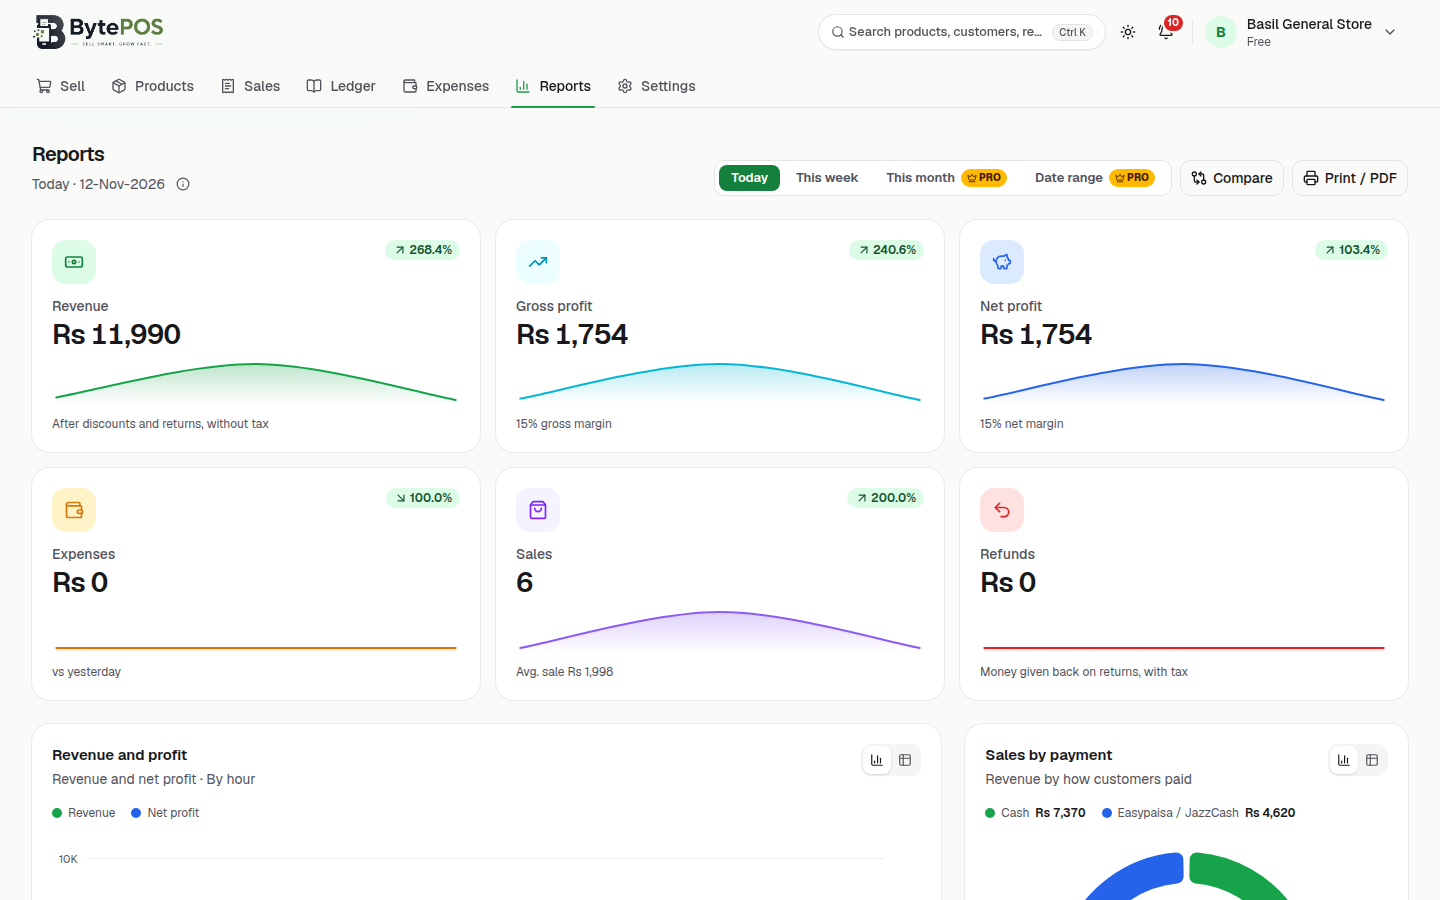 BytePOS
SELL SMART. GROW FAST.
Search products, customers, re... Ctrl K
10
B
Basil General Store
Free
Sell
Products
Sales
Ledger
Expenses
Reports
Settings
Reports
Today · 12-Nov-2026
Today
This week
This month PRO
Date range PRO
Compare
Print / PDF
268.4%
Revenue
Rs 11,990
After discounts and returns, without tax
240.6%
Gross profit
Rs 1,754
15% gross margin
103.4%
Net profit
Rs 1,754
15% net margin
100.0%
Expenses
Rs 0
vs yesterday
200.0%
Sales
6
Avg. sale Rs 1,998
Refunds
Rs 0
Money given back on returns, with tax
Revenue and profit
Revenue and net profit · By hour
Revenue
Net profit
10K
Sales by payment
Revenue by how customers paid
Cash Rs 7,370
Easypaisa / JazzCash Rs 4,620